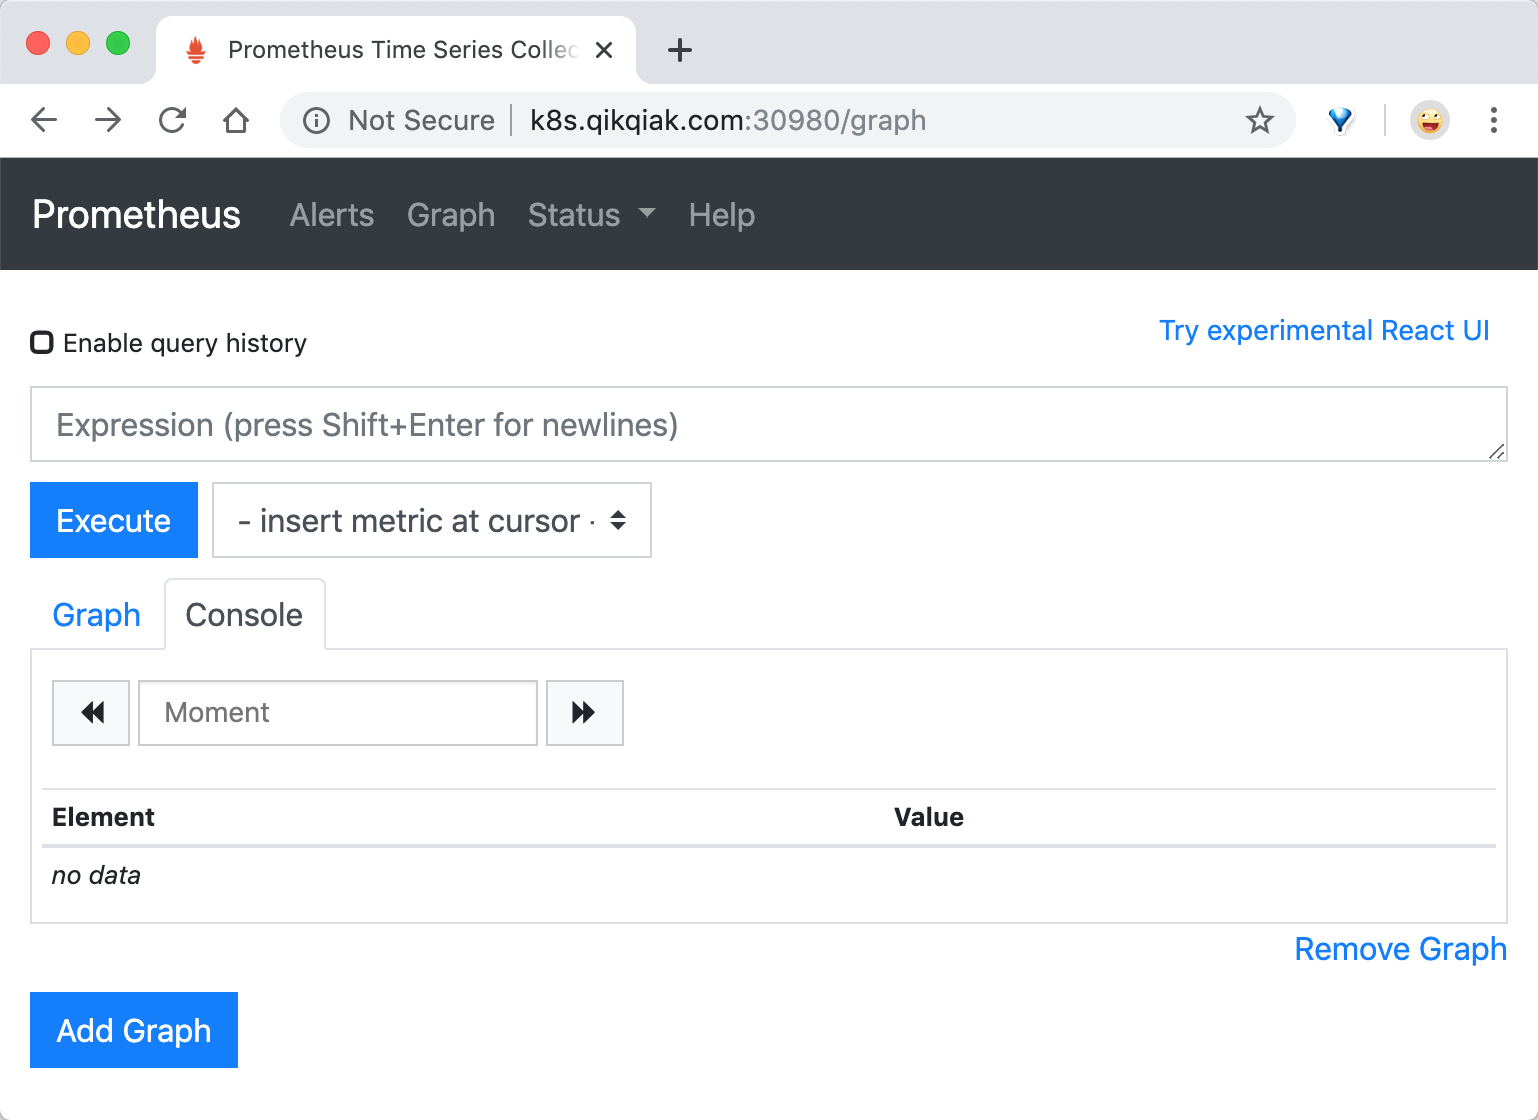 Prometheus Time Series Collec
Not Secure | k8s.qikqiak.com:30980/graph
Prometheus Alerts Graph Status Help
Try experimental React UI
Enable query history
Expression (press Shift+Enter for newlines)
Execute - insert metric at cursor -
Graph Console
Moment
Element Value
no data
Remove Graph
Add Graph